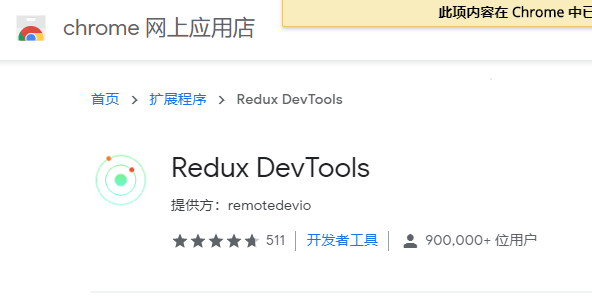 此项内容在 Chrome 中已
chrome 网上应用店
首页 > 扩展程序 > Redux DevTools
Redux DevTools
提供方：remotedevio
511 开发者工具 900,000+ 位用户